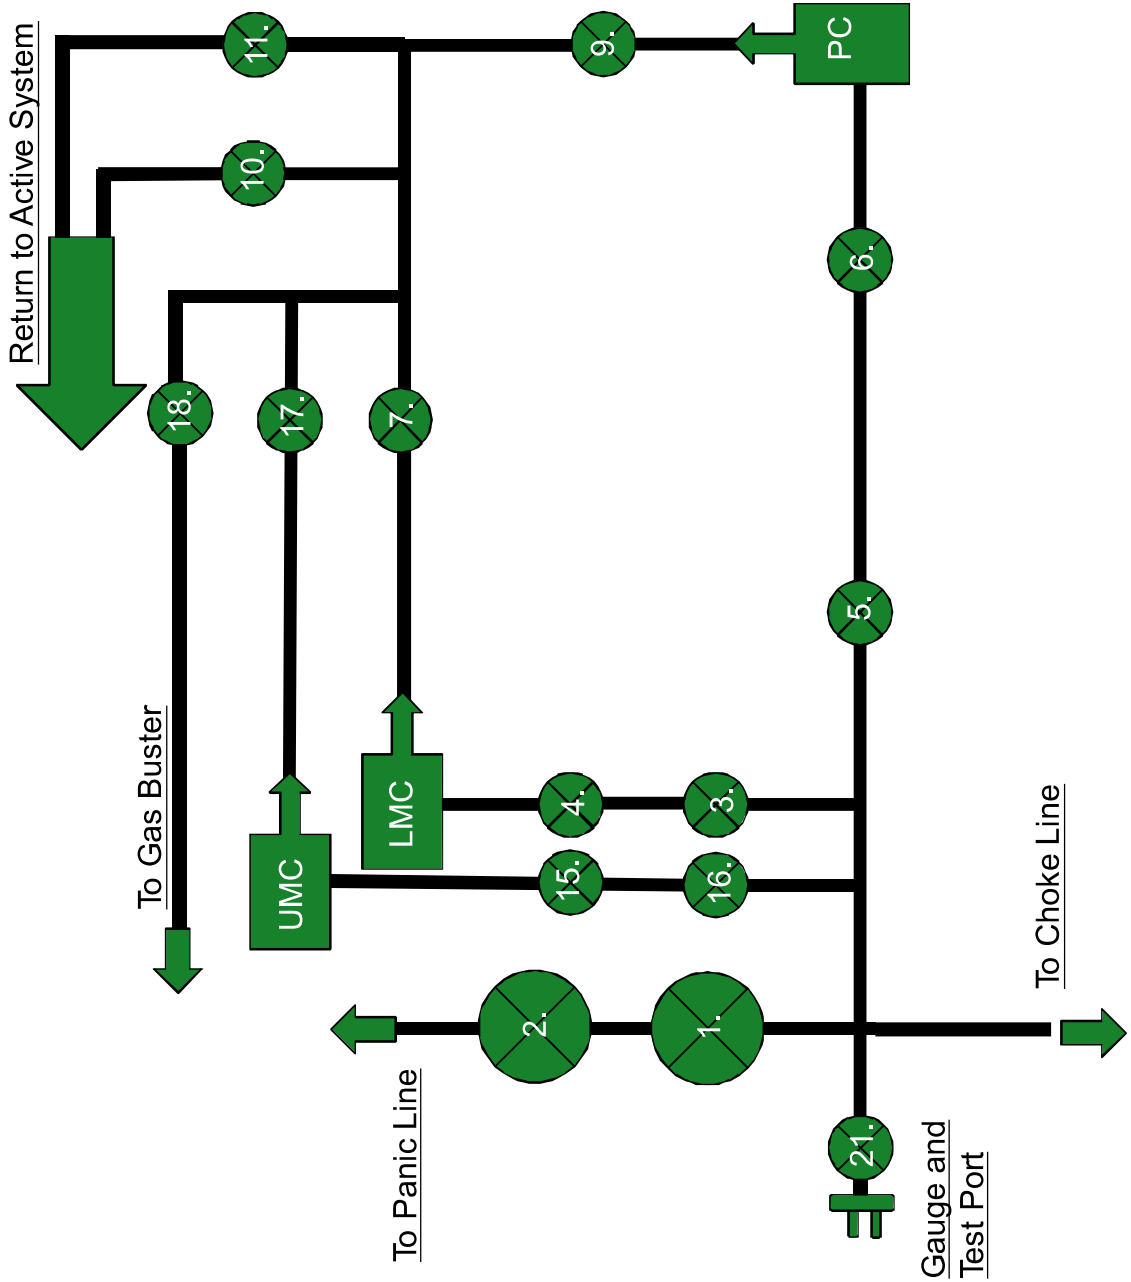 Return to Active System
To Gas Buster
18.
10.
11.
UMC
17.
To Panic Line
LMC
7.
2.
15.
4.
9.
1.
16.
3.
PC
21.
5.
6.
Gauge and
Test Port
To Choke Line